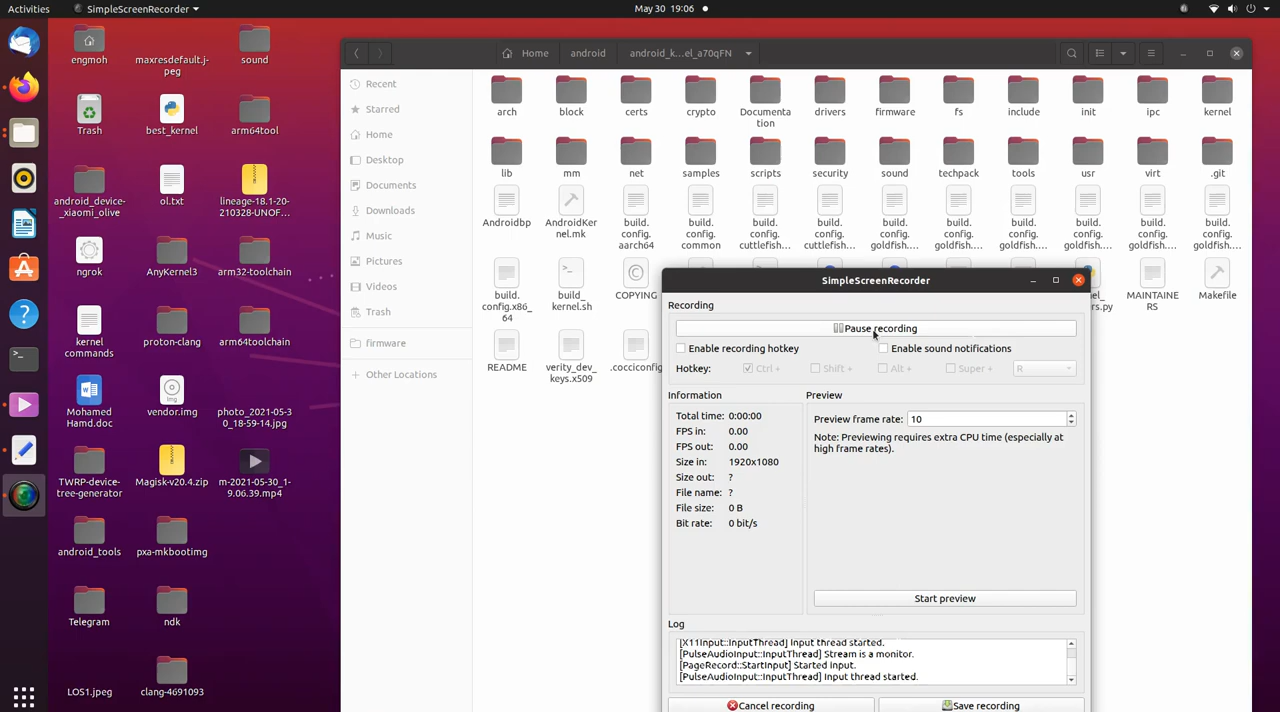 Activities
SimpleScreenRecorder
May 30 19:06
engmoh
maxresdefault.j-
peg
sound
Trash
best_kernel
arm64tool
android_device-
_xiaomi_olive
ol.txt
lineage-18.1-20-
210328-UNOF...
ngrok
AnyKernel3
arm32-toolchain
kernel
commands
proton-clang
arm64toolchain
Mohamed
Hamd.doc
vendor.img
photo_2021-05-3
0_18-59-14.jpg
TWRP-device-
tree-generator
Magisk-v20.4.zip
m-2021-05-30_1-
9.06.39.mp4
android_tools
pxa-mkbootimg
Telegram
ndk
LOS1.jpeg
clang-4691093
Home
android
android_k...el_a70qFN
Recent
Starred
Home
Desktop
Documents
Downloads
Music
Pictures
Videos
Trash
firmware
Other Locations
arch
block
certs
crypto
Documenta
tion
drivers
firmware
fs
include
init
ipc
kernel
lib
mm
net
samples
scripts
security
sound
techpack
tools
usr
virt
.git
Androidbp
AndroidKer
nel.mk
build.
config.
aarch64
build.
config.
common
build.
config.
cuttlefish....
build.
config.
cuttlefish....
build.
config.
goldfish....
build.
config.
goldfish....
build.
config.
goldfish....
build.
config.
goldfish....
build.
config.
goldfish....
build.
config.
goldfish....
build.
config.x86_
64
build_
kernel.sh
COPYING
MAINTAINE
RS
Makefile
README
verity_dev_
keys.x509
.cocciconfig
SimpleScreenRecorder
Recording
Pause recording
Enable recording hotkey
Enable sound notifications
Hotkey:
Ctrl +
Shift +
Alt +
Super +
R
Information
Total time: 0:00:00
FPS in: 0.00
FPS out: 0.00
Size in: 1920x1080
Size out: ?
File name: ?
File size: 0 B
Bit rate: 0 bit/s
Preview
Preview frame rate: 10
Note: Previewing requires extra CPU time (especially at
high frame rates).
Start preview
Log
[X11Input::InputThread] Input thread started.
[PulseAudioInput::InputThread] Stream is a monitor.
[PageRecord::StartInput] Started input.
[PulseAudioInput::InputThread] Input thread started.
Cancel recording
Save recording